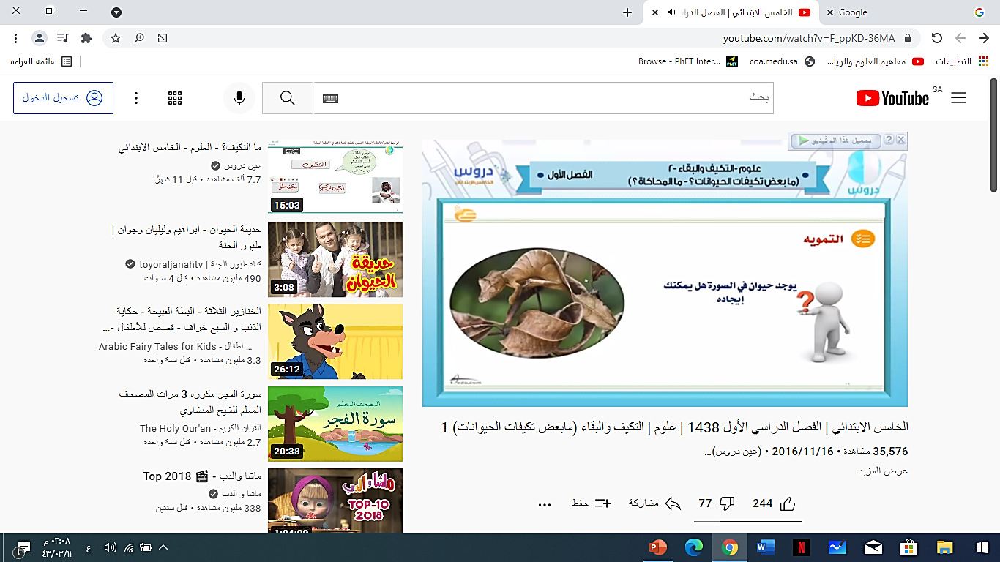 الخامس الابتدائي | الفصل الدرا
Google
youtube.com/watch?v=F_ppKD-36MA
التطبيقات
مفاهيم العلوم والريا...
coa.medu.sa
Browse - PhET Inter...
قائمة القراءة
YouTube SA
بحث
تسجيل الدخول
تحميل هذا الفيديو
دروس
علوم -التكيف والبقاء -٢
(ما بعض تكيفات الحيوانات؟ - ما المحاكاة ؟)
الفصل الأول
دروس
الخامس الابتدائي
التمويه
يوجد حيوان في الصورة هل يمكنك
إيجاده
t4edu.com
الخامس الابتدائي | الفصل الدراسي الأول 1438 | علوم | التكيف والبقاء (مابعض تكيفات الحيوانات) 1
35,576 مشاهدة • 2016/11/16 • (عين دروس)...
عرض المزيد
244
77
مشاركة
حفظ
التكيف
15:03
ما التكيف؟ - العلوم - الخامس الابتدائي
عين دروس
7.7 ألف مشاهدة • قبل 11 شهرًا
حديقة
الحيوان
3:08
حديقة الحيوان - ابراهيم وليليان وجوان |
طيور الجنة
قناة طيور الجنة | toyoraljanahtv
490 مليون مشاهدة • قبل 4 سنوات
26:12
الخنازير الثلاثة - البطة القبيحة - حكاية
الذئب و السبع خراف - قصص للأطفال -...
... اطفال - Arabic Fairy Tales for Kids
3.3 مليون مشاهدة • قبل سنة واحدة
المصحف المعلم
سورة الفجر
20:38
سورة الفجر مكرره 3 مرات المصحف
المعلم للشيخ المنشاوي
القرآن الكريم - The Holy Qur'an
2.7 مليون مشاهدة • قبل سنة واحدة
ماشا والدب
TOP-10
2018
ماشا والدب - Top 2018
ماشا و الدب
338 مليون مشاهدة • قبل سنتين
ع
٠٢:٠٨ م
٤٣/٠٣/١١